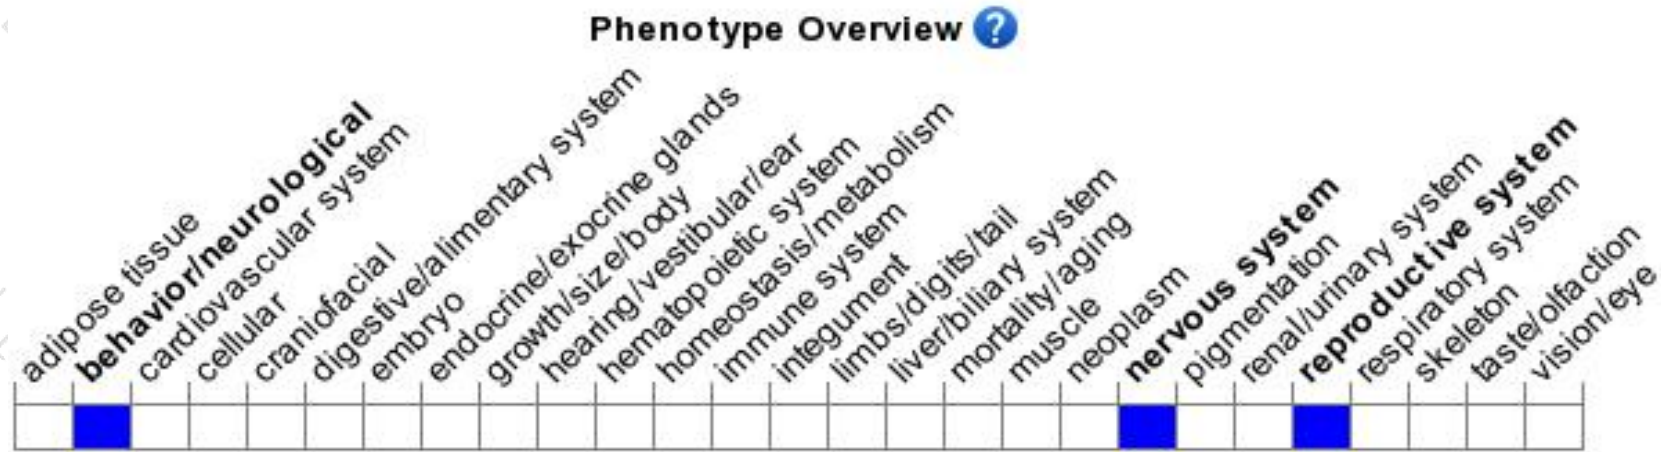 Phenotype Overview ?
adipose tissue
behavior/neurological
cardiovascular system
cellular
craniofacial
digestive/alimentary system
embryo
endocrine/exocrine glands
growth/size/body
hearing/vestibular/ear
hematopoietic system
homeostasis/metabolism
immune system
integument
limbs/digits/tail
liver/biliary system
mortality/aging
muscle
neoplasm
nervous system
pigmentation
renal/urinary system
reproductive system
respiratory system
skeleton
taste/olfaction
vision/eye